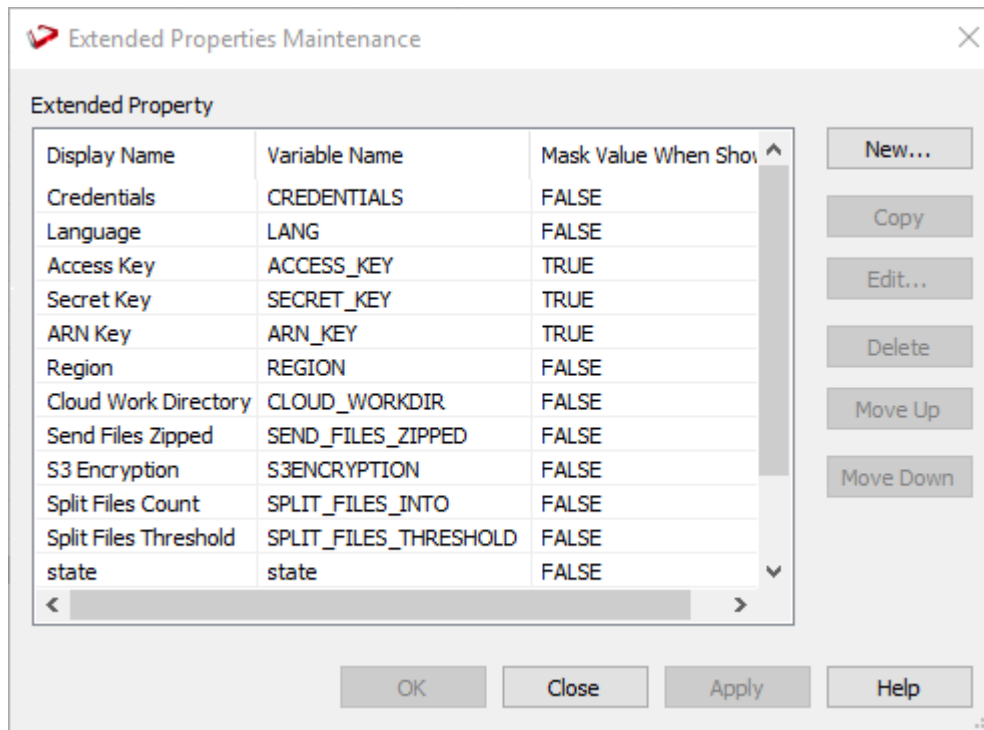 Extended Properties Maintenance
Extended Property
Display Name Variable Name Mask Value When Show
Credentials CREDENTIALS FALSE
Language LANG FALSE
Access Key ACCESS_KEY TRUE
Secret Key SECRET_KEY TRUE
ARN Key ARN_KEY TRUE
Region REGION FALSE
Cloud Work Directory CLOUD_WORKDIR FALSE
Send Files Zipped SEND_FILES_ZIPPED FALSE
S3 Encryption S3ENCRYPTION FALSE
Split Files Count SPLIT_FILES_INTO FALSE
Split Files Threshold SPLIT_FILES_THRESHOLD FALSE
state state FALSE
New...
Copy
Edit...
Delete
Move Up
Move Down
OK Close Apply Help